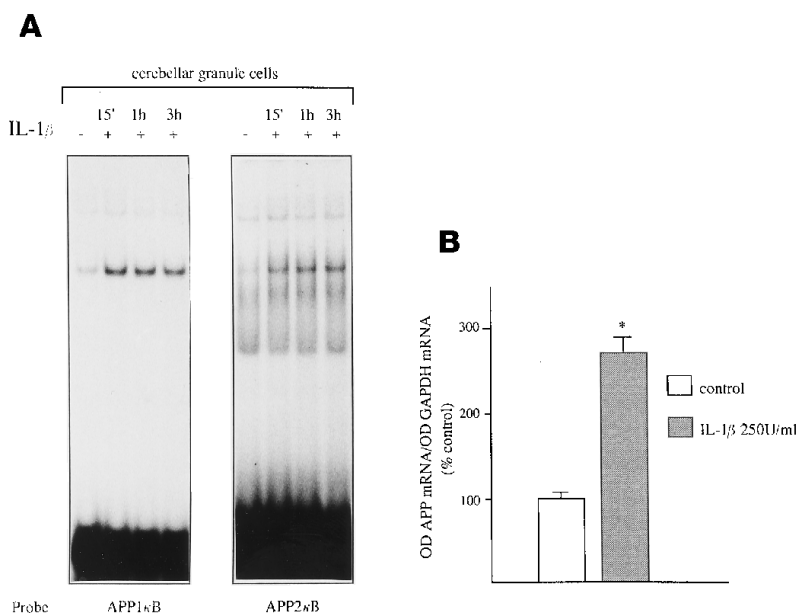 A
cerebellar granule cells
15' 1h 3h 15' 1h 3h
IL-1β - + + + - + + +
Probe APP1κB APP2κB
B
OD APP mRNA/OD GAPDH mRNA
(% control)
300
200
100
*
control
IL-1β 250U/ml